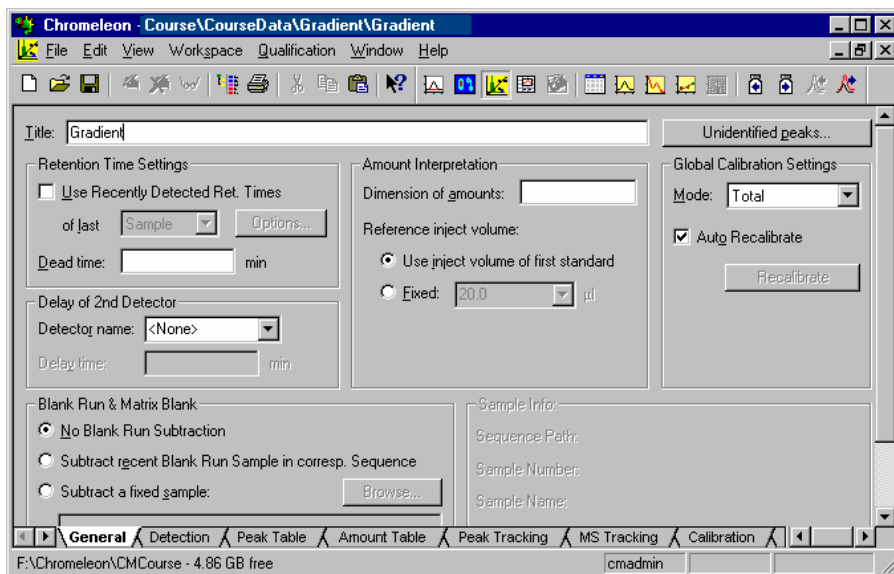 Chromeleon - Course\CourseData\Gradient\Gradient
File Edit View Workspace Qualification Window Help
Title: Gradient Unidentified peaks...
Retention Time Settings
Use Recently Detected Ret. Times
of last Sample Options...
Dead time: min
Delay of 2nd Detector
Detector name: <None>
Delay time: min
Amount Interpretation
Dimension of amounts:
Reference inject volume:
Use inject volume of first standard
Fixed: 20.0 µl
Global Calibration Settings
Mode: Total
Auto Recalibrate
Recalibrate
Blank Run & Matrix Blank
No Blank Run Subtraction
Subtract recent Blank Run Sample in corresp. Sequence
Subtract a fixed sample: Browse...
Sample Info:
Sequence Path:
Sample Number:
Sample Name:
General Detection Peak Table Amount Table Peak Tracking MS Tracking Calibration
F:\Chromeleon\CMCourse - 4.86 GB free cmadmin